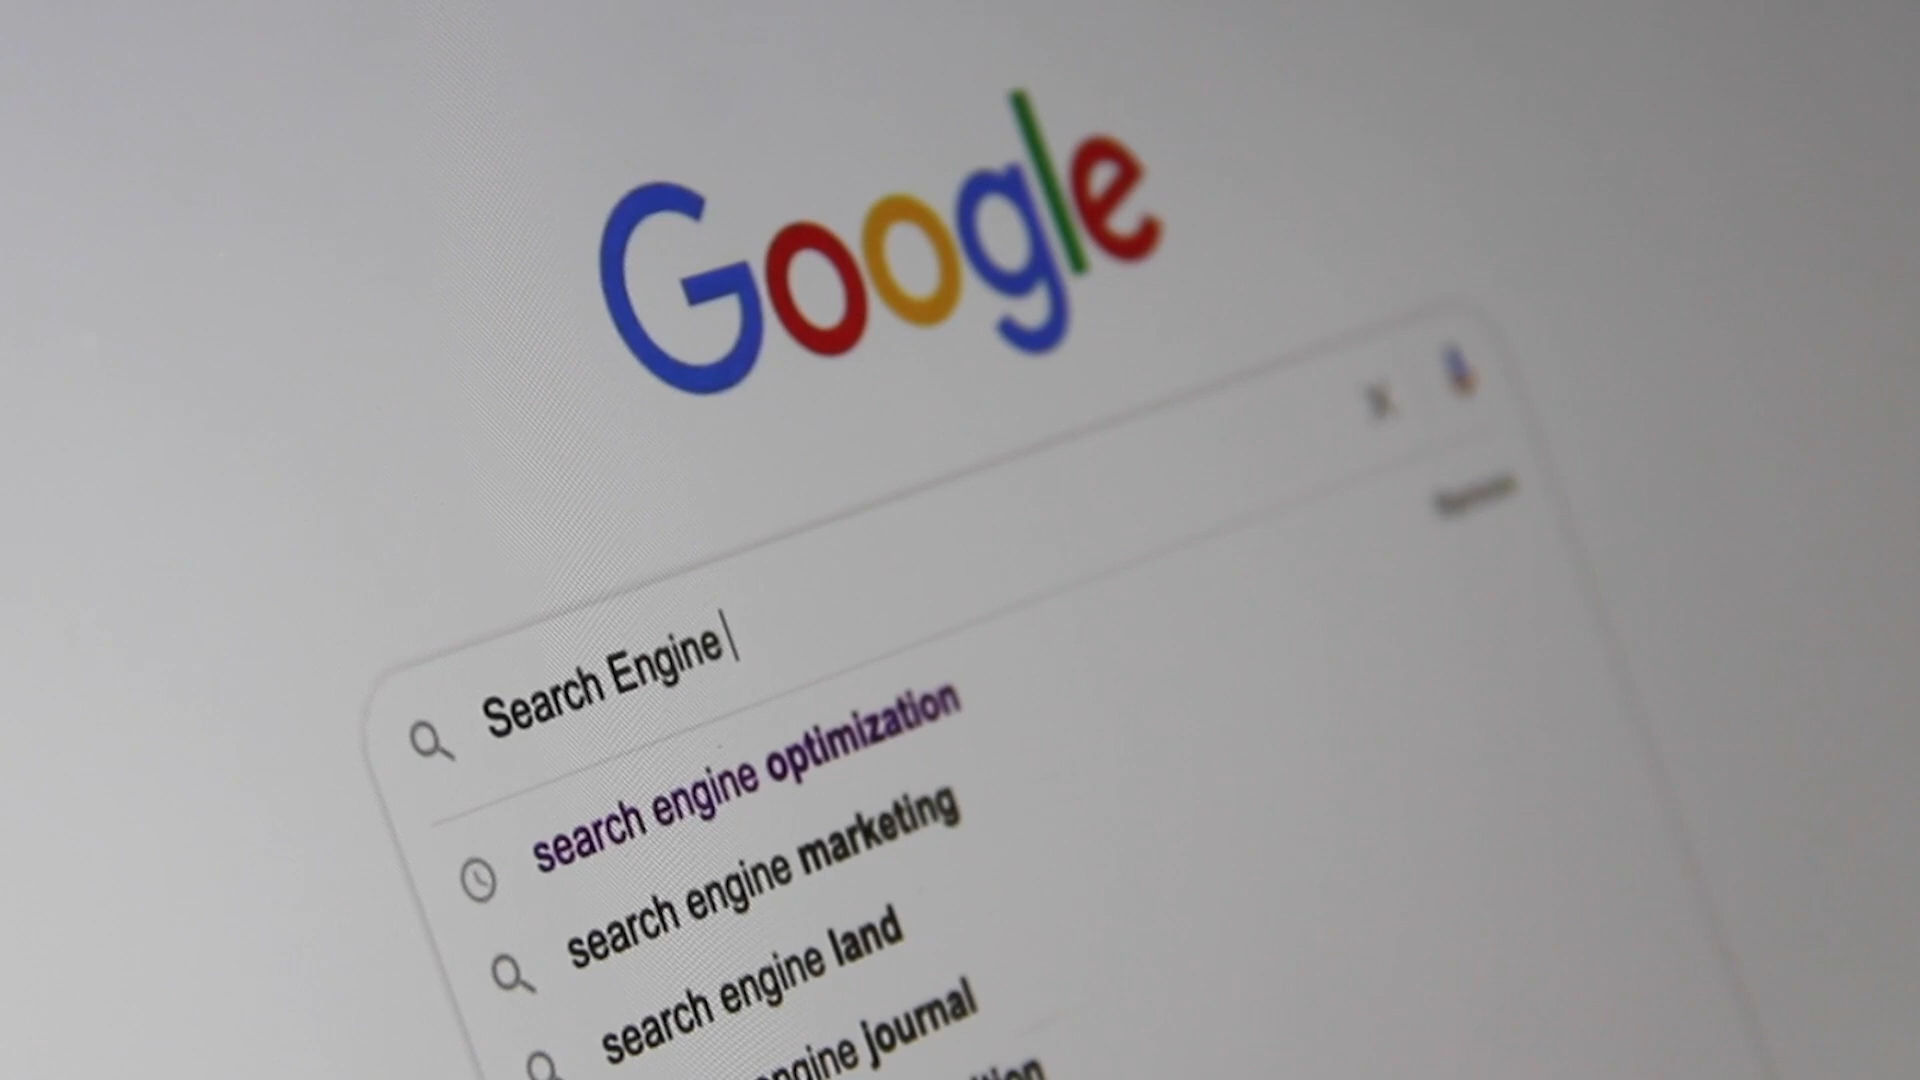 Google
Search Engine
search engine optimization
search engine marketing
search engine land
engine journal